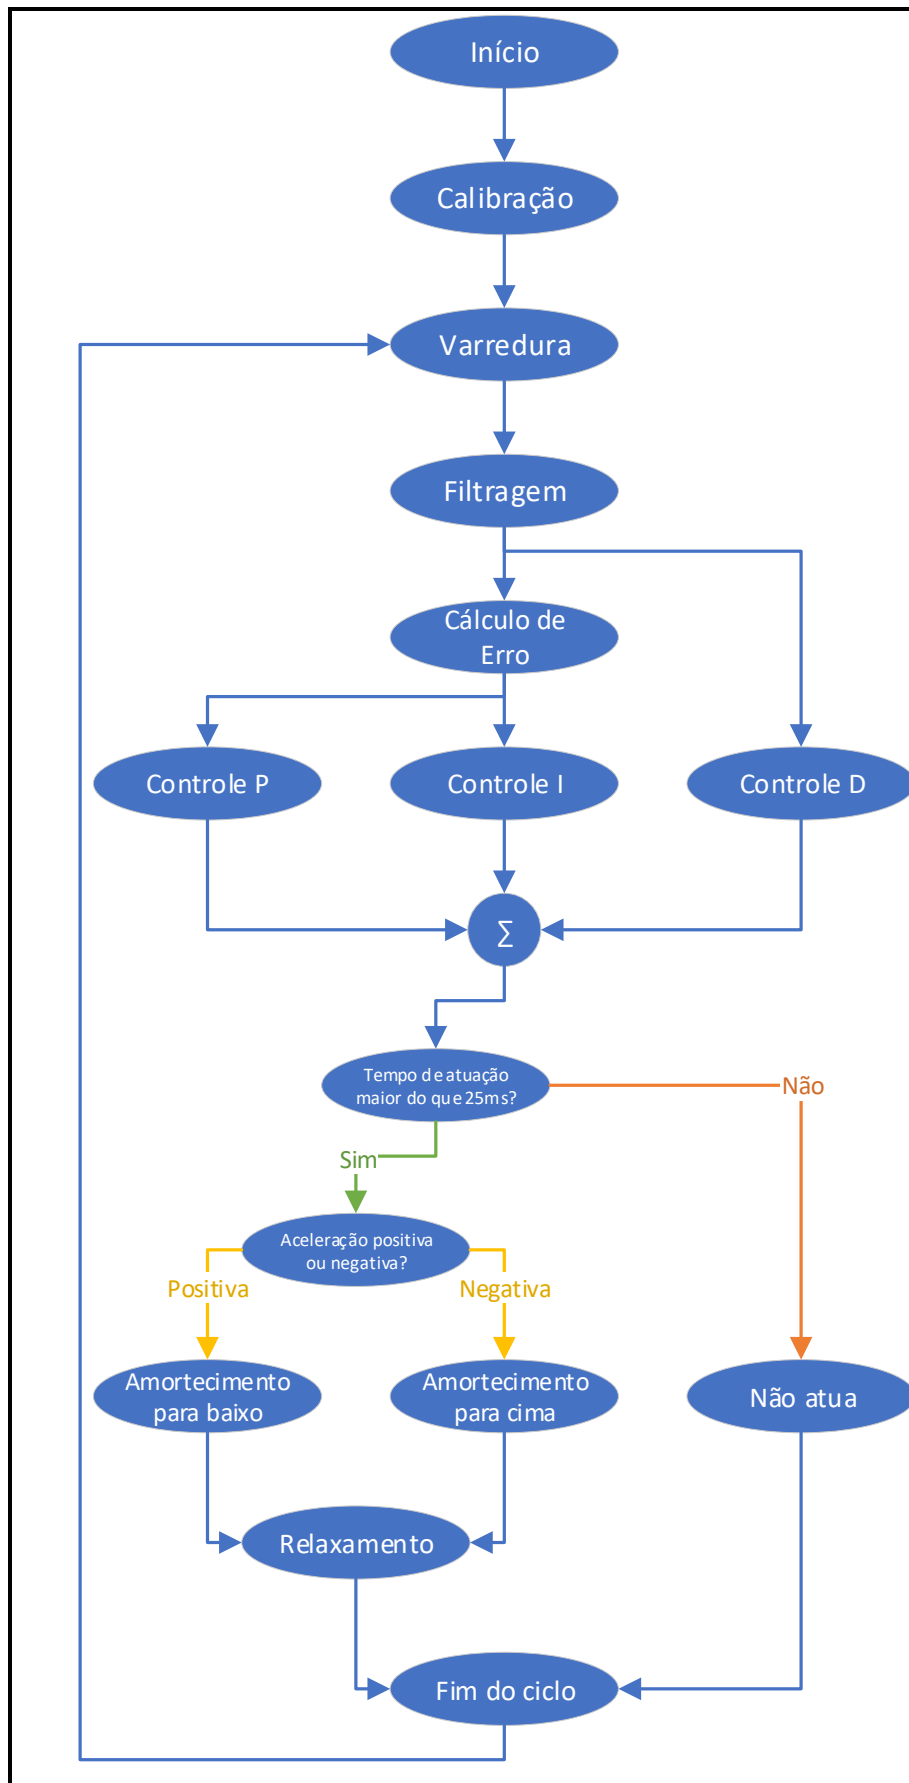 Início
Calibração
Varredura
Filtragem
Cálculo de
Erro
Controle P
Controle I
Controle D
∑
Tempo de atuação
maior do que 25ms?
Não
Sim
Aceleração positiva
ou negativa?
Positiva
Negativa
Amortecimento
para baixo
Amortecimento
para cima
Não atua
Relaxamento
Fim do ciclo